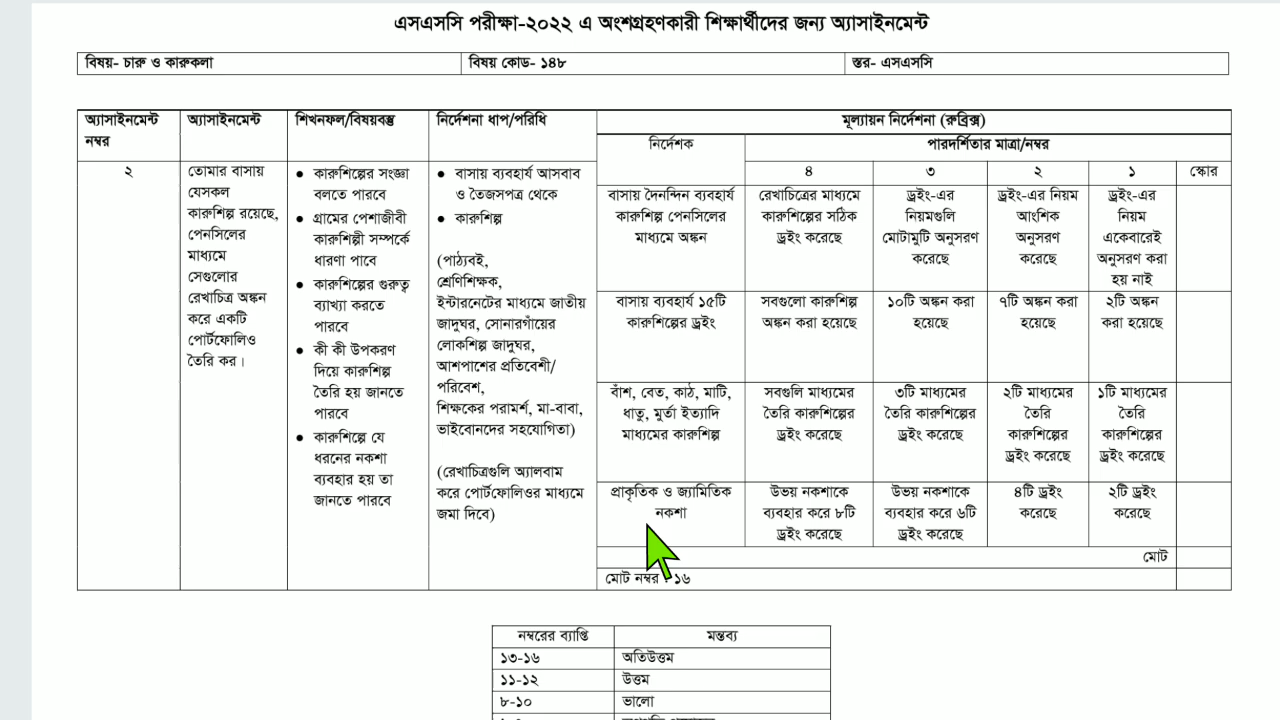 এসএসসি পরীক্ষা-২০২২ এ অংশগ্রহণকারী শিক্ষার্থীদের জন্য অ্যাসাইনমেন্ট
বিষয়- চারু ও কারুকলা
বিষয় কোড- ১৪৮
স্তর- এসএসসি
অ্যাসাইনমেন্ট
নম্বর
অ্যাসাইনমেন্ট
শিখনফল/বিষয়বস্তু
নির্দেশনা ধাপ/পরিধি
মূল্যায়ন নির্দেশনা (রুব্রিক্স)
নির্দেশক
পারদর্শিতার মাত্রা/নম্বর
৪
৩
২
১
স্কোর
২
তোমার বাসায়
যেসকল
কারুশিল্প রয়েছে,
পেনসিলের
মাধ্যমে
সেগুলোর
রেখাচিত্র অঙ্কন
করে একটি
পোর্টফোলিও
তৈরি কর।
● কারুশিল্পের সংজ্ঞা
বলতে পারবে
● গ্রামের পেশাজীবী
কারুশিল্পী সম্পর্কে
ধারণা পাবে
● কারুশিল্পের গুরুত্ব
ব্যাখ্যা করতে
পারবে
● কী কী উপকরণ
দিয়ে কারুশিল্প
তৈরি হয় জানতে
পারবে
● কারুশিল্পে যে
ধরনের নকশা
ব্যবহার হয় তা
জানতে পারবে
● বাসায় ব্যবহার্য আসবাব
ও তৈজসপত্র থেকে
● কারুশিল্প
(পাঠ্যবই,
শ্রেণিশিক্ষক,
ইন্টারনেটের মাধ্যমে জাতীয়
জাদুঘর, সোনারগাঁয়ের
লোকশিল্প জাদুঘর,
আশপাশের প্রতিবেশী/
পরিবেশ,
শিক্ষকের পরামর্শ, মা-বাবা,
ভাইবোনদের সহযোগিতা)
(রেখাচিত্রগুলি অ্যালবাম
করে পোর্টফোলিওর মাধ্যমে
জমা দিবে)
বাসায় দৈনন্দিন ব্যবহার্য
কারুশিল্প পেনসিলের
মাধ্যমে অঙ্কন
রেখাচিত্রের মাধ্যমে
কারুশিল্পের সঠিক
ড্রইং করেছে
ড্রইং-এর
নিয়মগুলি
মোটামুটি অনুসরণ
করেছে
ড্রইং-এর নিয়ম
আংশিক
অনুসরণ
করেছে
ড্রইং-এর
নিয়ম
একেবারেই
অনুসরণ করা
হয় নাই
বাসায় ব্যবহার্য ১৫টি
কারুশিল্পের ড্রইং
সবগুলো কারুশিল্প
অঙ্কন করা হয়েছে
১০টি অঙ্কন করা
হয়েছে
৭টি অঙ্কন করা
হয়েছে
২টি অঙ্কন
করা হয়েছে
বাঁশ, বেত, কাঠ, মাটি,
ধাতু, মুর্তা ইত্যাদি
মাধ্যমের কারুশিল্প
সবগুলি মাধ্যমের
তৈরি কারুশিল্পের
ড্রইং করেছে
৩টি মাধ্যমের
তৈরি কারুশিল্পের
ড্রইং করেছে
২টি মাধ্যমের
তৈরি
কারুশিল্পের
ড্রইং করেছে
১টি মাধ্যমের
তৈরি
কারুশিল্পের
ড্রইং করেছে
প্রাকৃতিক ও জ্যামিতিক
নকশা
উভয় নকশাকে
ব্যবহার করে ৮টি
ড্রইং করেছে
উভয় নকশাকে
ব্যবহার করে ৬টি
ড্রইং করেছে
৪টি ড্রইং
করেছে
২টি ড্রইং
করেছে
মোট
মোট নম্বর : ১৬
নম্বরের ব্যাপ্তি
মন্তব্য
১৩-১৬
অতিউত্তম
১১-১২
উত্তম
৮-১০
ভালো